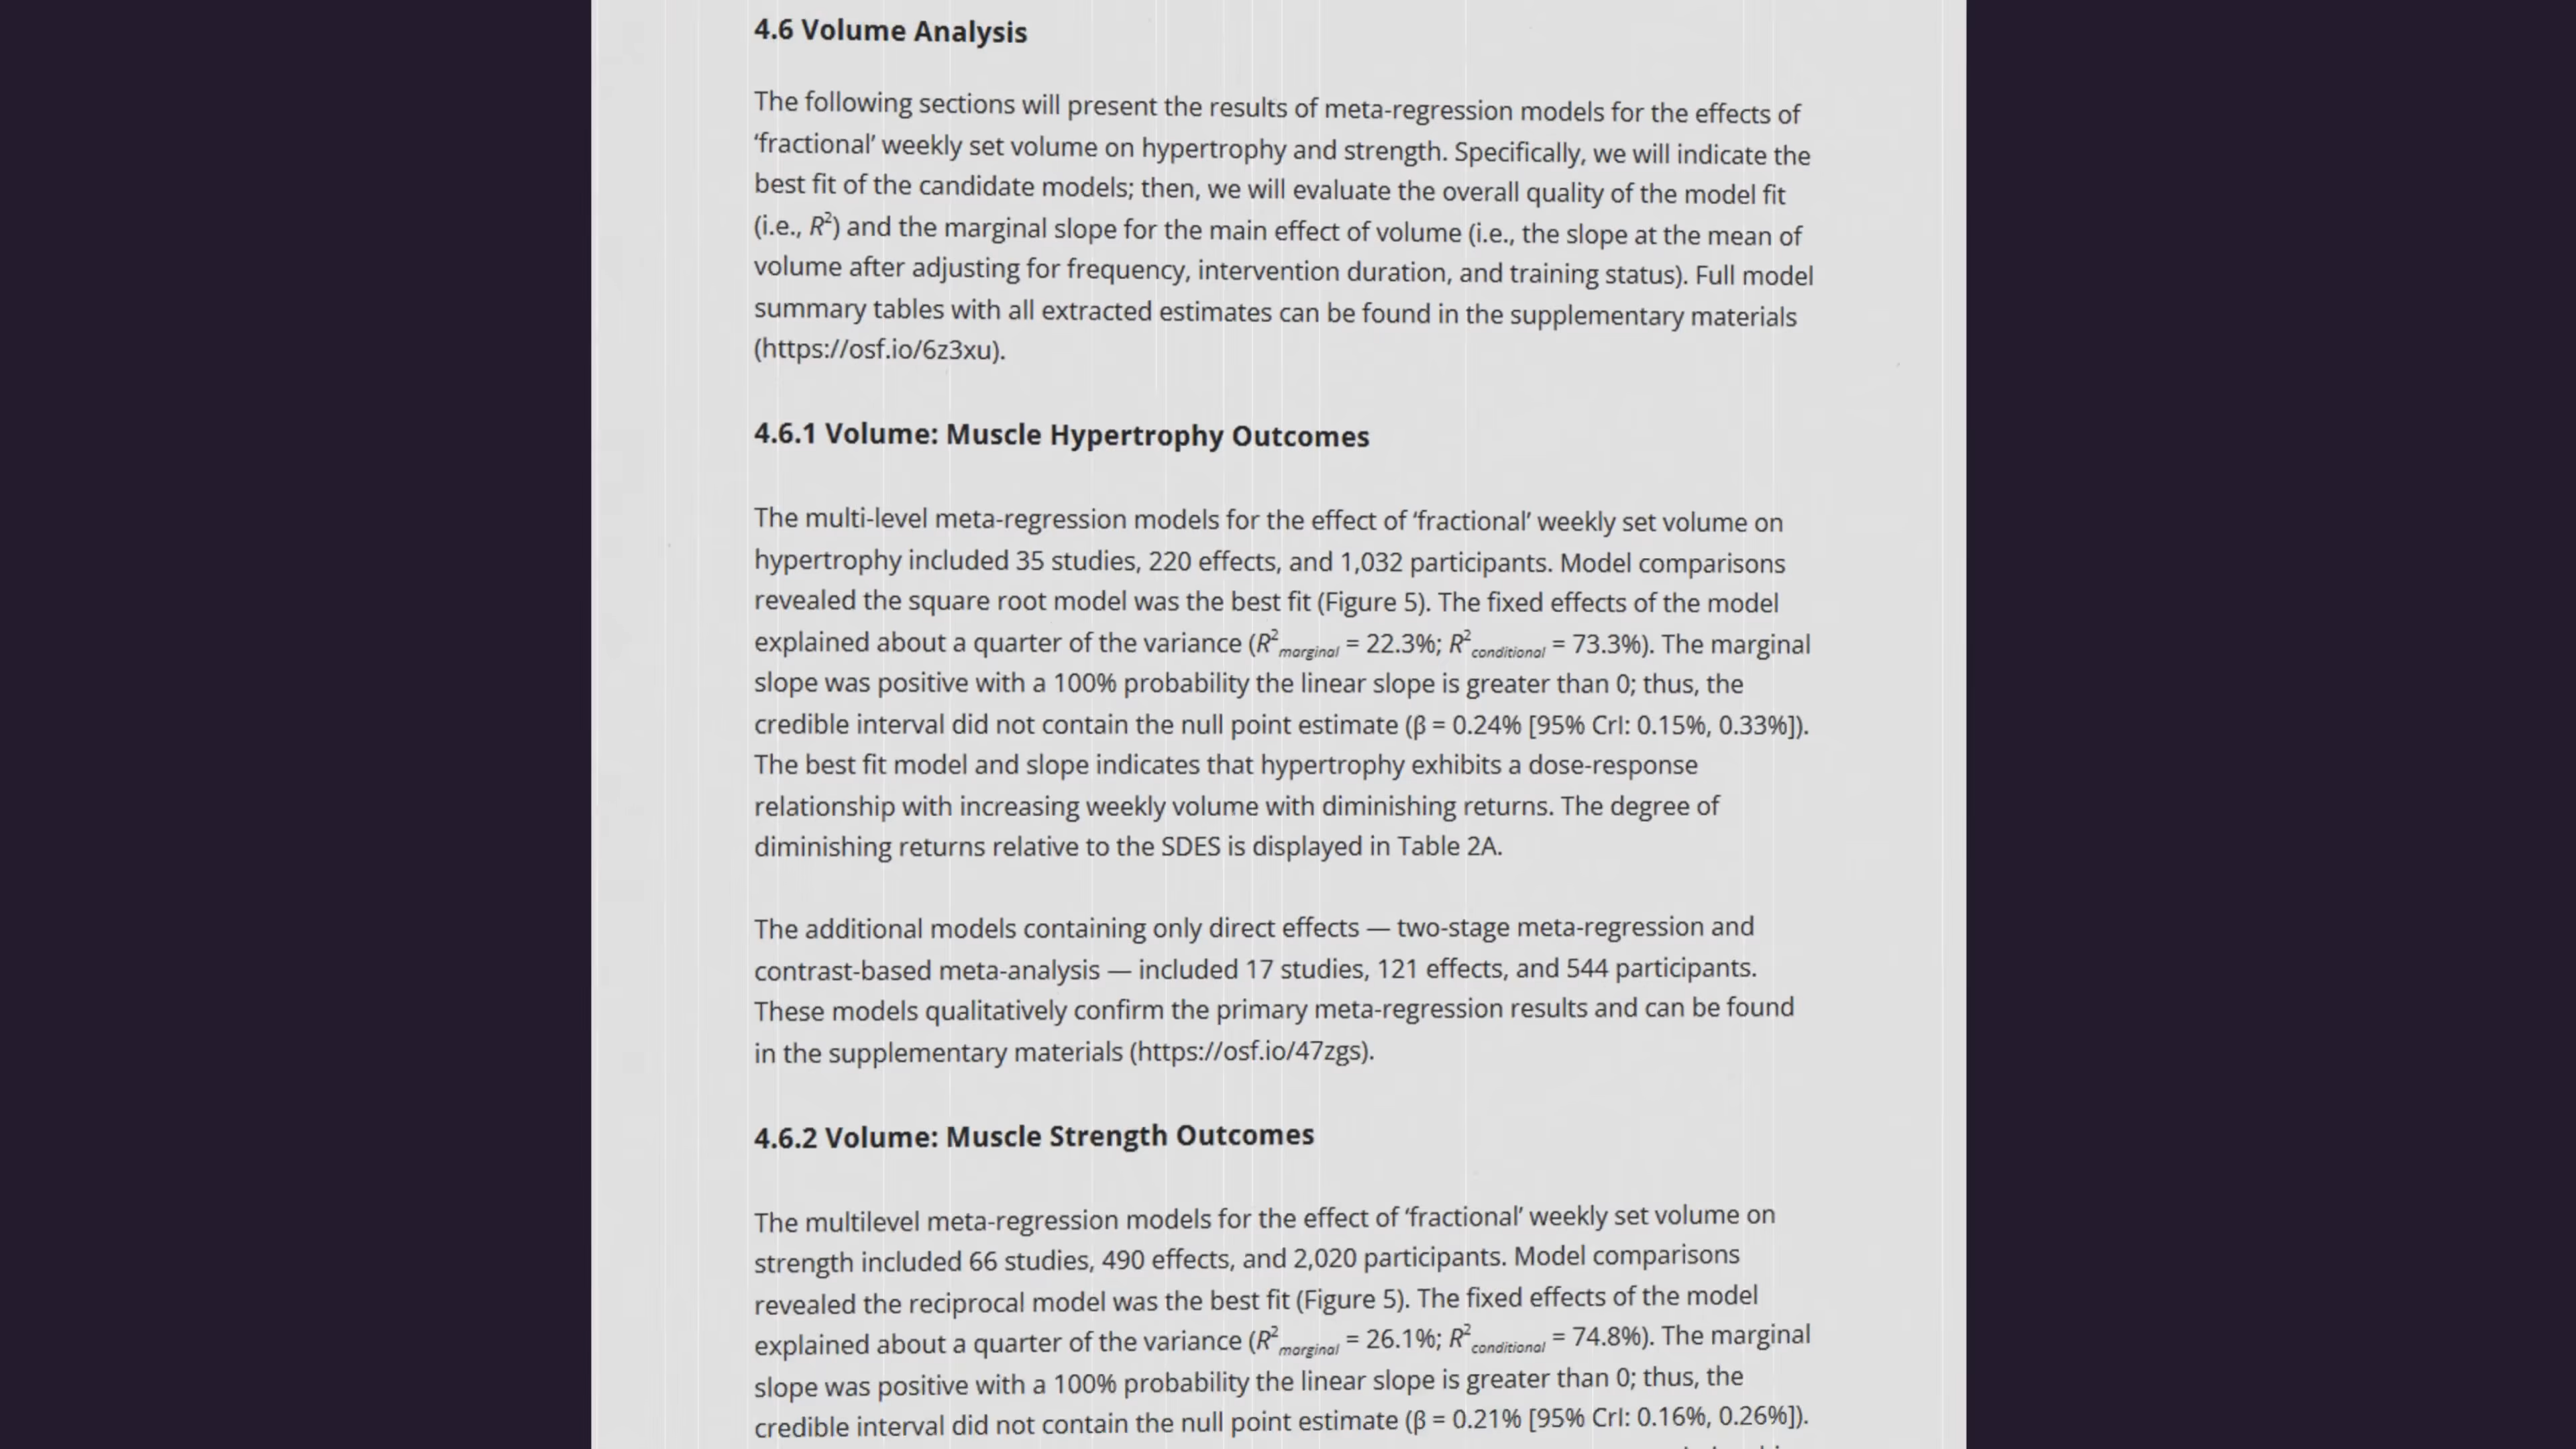 4.6 Volume Analysis
The following sections will present the results of meta-regression models for the effects of
‘fractional’ weekly set volume on hypertrophy and strength. Specifically, we will indicate the
best fit of the candidate models; then, we will evaluate the overall quality of the model fit
(i.e., R²) and the marginal slope for the main effect of volume (i.e., the slope at the mean of
volume after adjusting for frequency, intervention duration, and training status). Full model
summary tables with all extracted estimates can be found in the supplementary materials
(https://osf.io/6z3xu).
4.6.1 Volume: Muscle Hypertrophy Outcomes
The multi-level meta-regression models for the effect of ‘fractional’ weekly set volume on
hypertrophy included 35 studies, 220 effects, and 1,032 participants. Model comparisons
revealed the square root model was the best fit (Figure 5). The fixed effects of the model
explained about a quarter of the variance (R²marginal = 22.3%; R²conditional = 73.3%). The marginal
slope was positive with a 100% probability the linear slope is greater than 0; thus, the
credible interval did not contain the null point estimate (β = 0.24% [95% CrI: 0.15%, 0.33%]).
The best fit model and slope indicates that hypertrophy exhibits a dose-response
relationship with increasing weekly volume with diminishing returns. The degree of
diminishing returns relative to the SDES is displayed in Table 2A.
The additional models containing only direct effects — two-stage meta-regression and
contrast-based meta-analysis — included 17 studies, 121 effects, and 544 participants.
These models qualitatively confirm the primary meta-regression results and can be found
in the supplementary materials (https://osf.io/47zgs).
4.6.2 Volume: Muscle Strength Outcomes
The multilevel meta-regression models for the effect of ‘fractional’ weekly set volume on
strength included 66 studies, 490 effects, and 2,020 participants. Model comparisons
revealed the reciprocal model was the best fit (Figure 5). The fixed effects of the model
explained about a quarter of the variance (R²marginal = 26.1%; R²conditional = 74.8%). The marginal
slope was positive with a 100% probability the linear slope is greater than 0; thus, the
credible interval did not contain the null point estimate (β = 0.21% [95% CrI: 0.16%, 0.26%]).